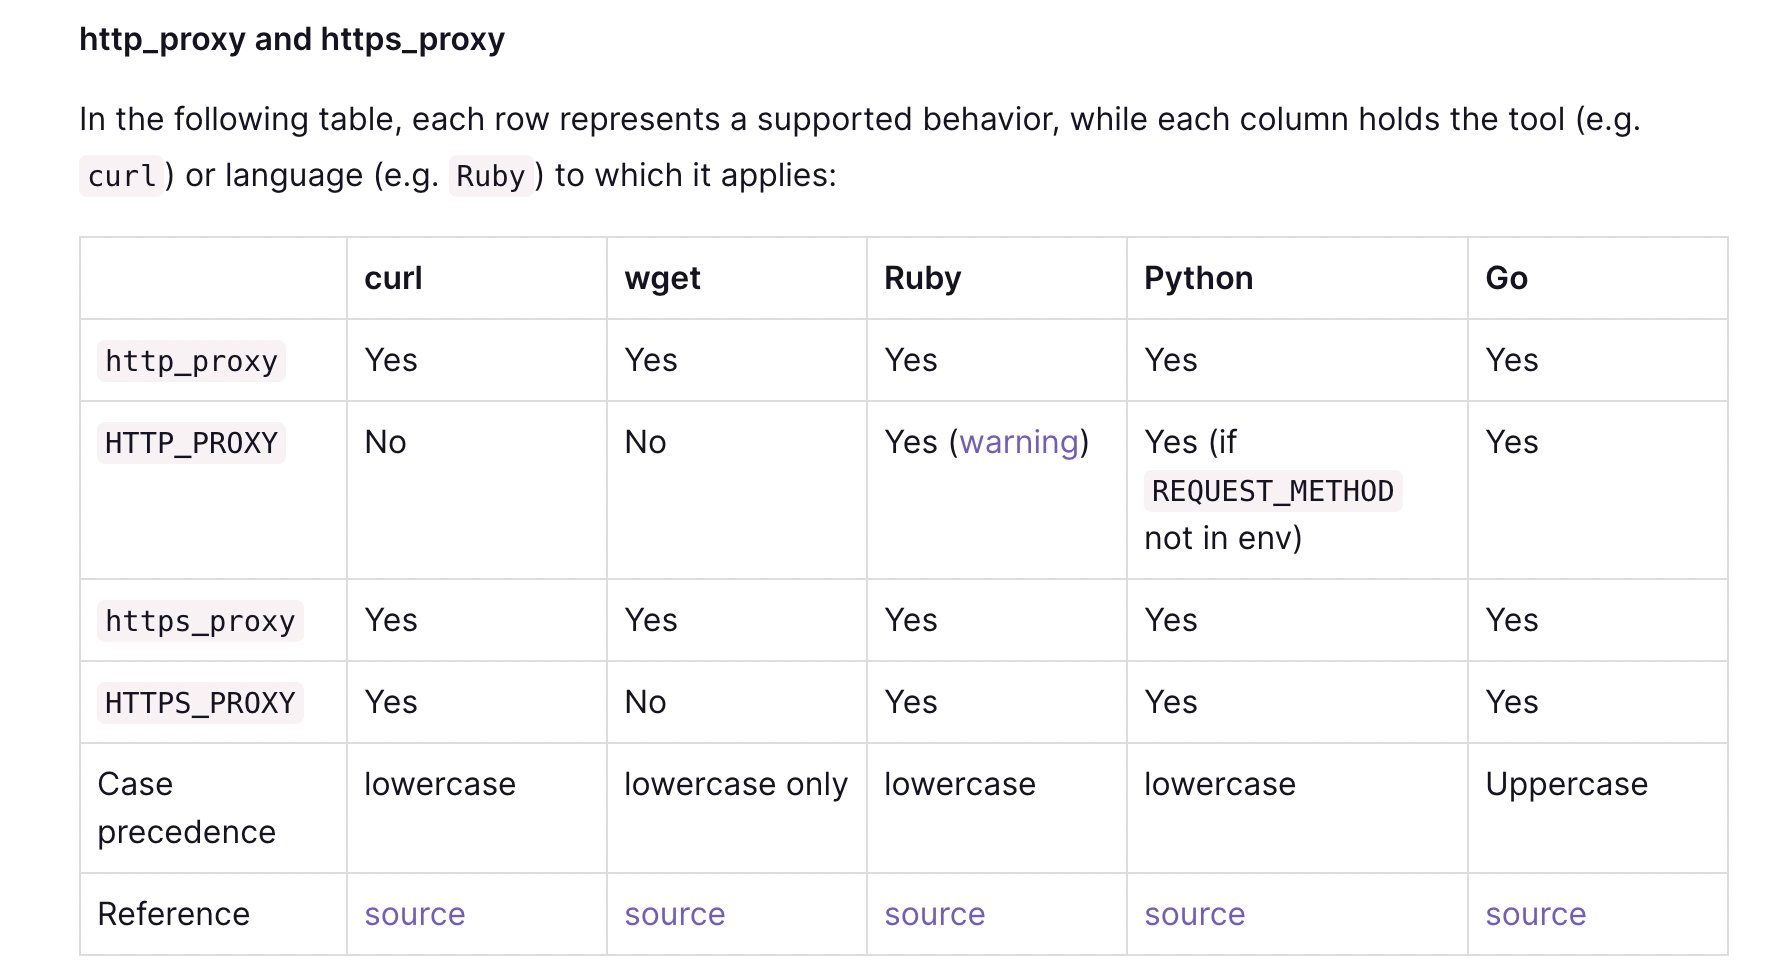 http_proxy and https_proxy
In the following table, each row represents a supported behavior, while each column holds the tool (e.g.
curl) or language (e.g. Ruby) to which it applies:
curl wget Ruby Python Go
http_proxy Yes Yes Yes Yes Yes
HTTP_PROXY No No Yes (warning) Yes (if Yes
REQUEST_METHOD
not in env)
https_proxy Yes Yes Yes Yes Yes
HTTPS_PROXY Yes No Yes Yes Yes
Case lowercase lowercase only lowercase lowercase Uppercase
precedence
Reference source source source source source